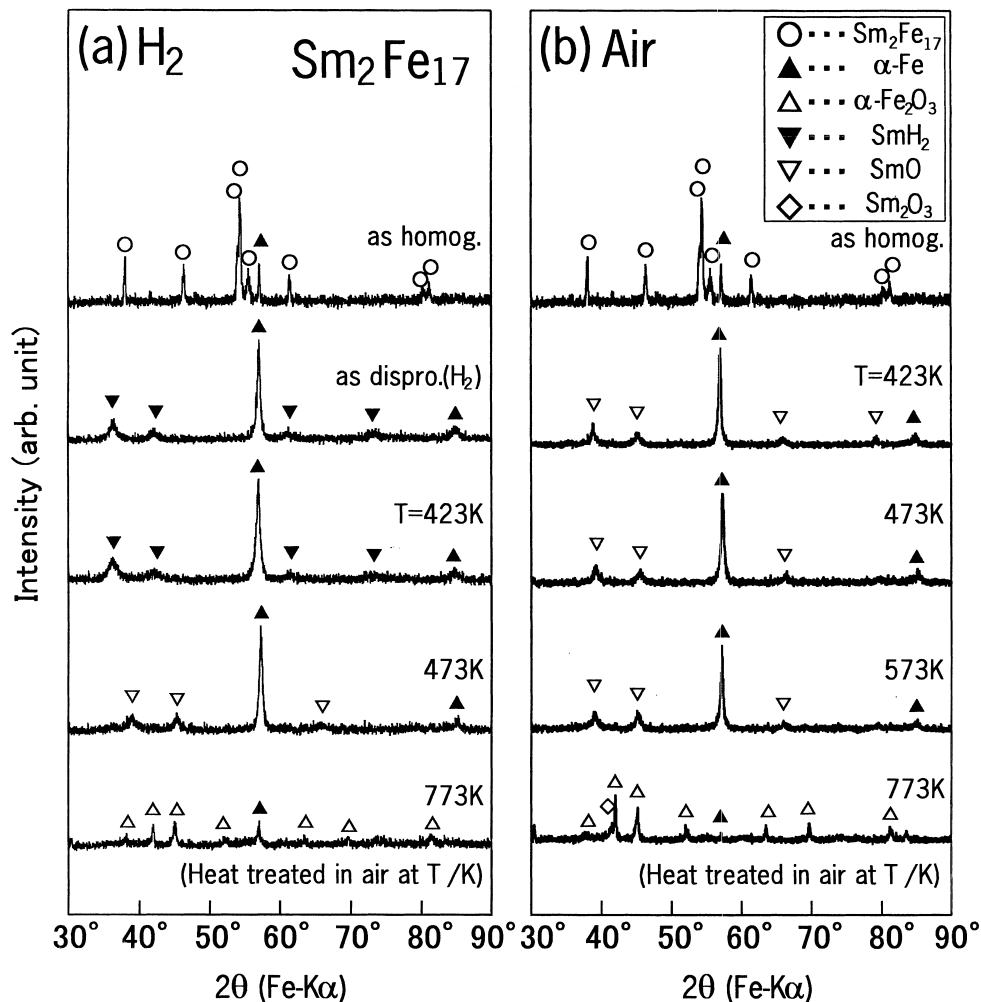 (a) H₂ Sm₂Fe₁₇
as homog.
as dispro.(H₂)
T=423K
473K
773K
(Heat treated in air at T /K)
30° 40° 50° 60° 70° 80° 90°
2θ (Fe-Kα)
Intensity (arb. unit)
(b) Air
Sm₂Fe₁₇
α-Fe
α-Fe₂O₃
SmH₂
SmO
Sm₂O₃
as homog.
T=423K
473K
573K
773K
(Heat treated in air at T /K)
30° 40° 50° 60° 70° 80° 90°
2θ (Fe-Kα)